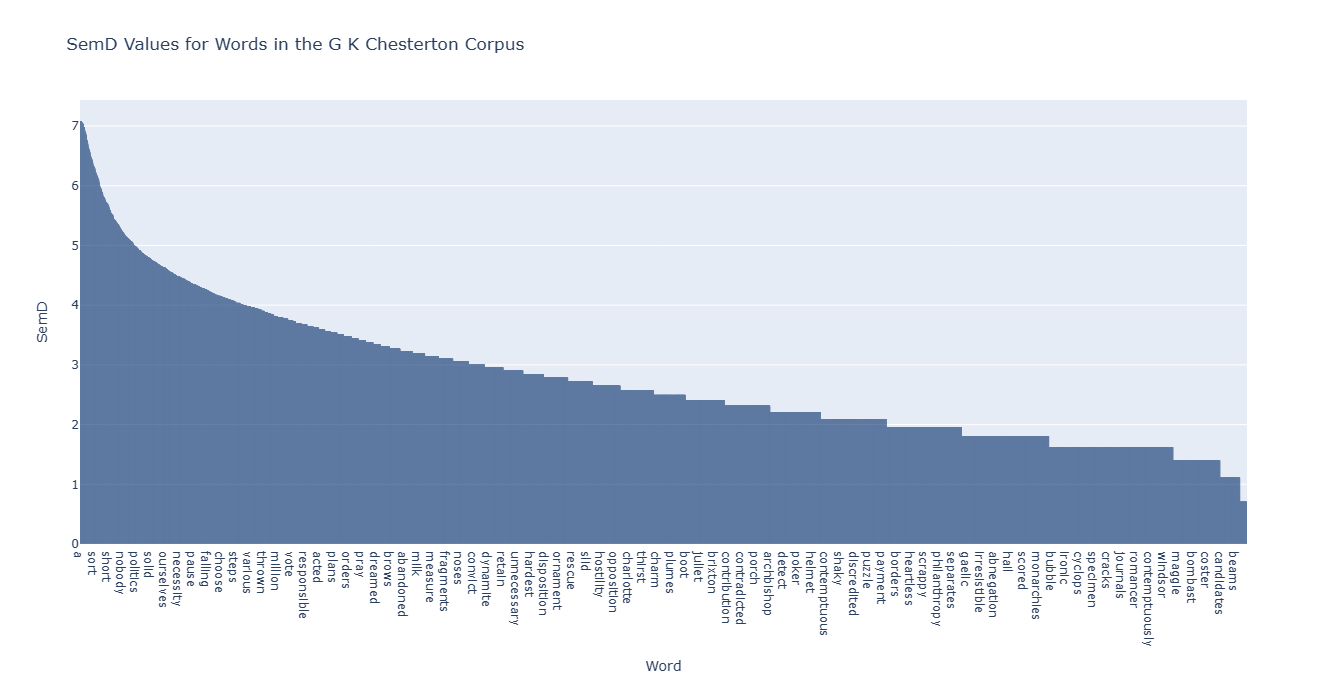 SemD Values for Words in the G K Chesterton Corpus
7
6
5
4
3
2
1
0
SemD
a
sort
short
nobody
politics
solid
ourselves
necessity
pause
falling
choose
steps
various
thrown
million
vote
responsible
acted
plans
orders
pray
dreamed
brows
abandoned
milk
measure
fragments
noses
convict
dynamite
retain
unnecessary
hardest
disposition
ornament
rescue
slid
hostility
opposition
charlotte
thirst
charm
plumes
boot
juliet
brixton
contribution
contradicted
porch
archbishop
detect
poker
helmet
contemptuous
shaky
discredited
puzzle
payment
borders
heartless
scrappy
philanthropy
separates
gaelic
irresistible
abnegation
hail
scored
monarchies
bubble
ironic
cyclops
specimen
cracks
journals
romancer
contemptuously
windsor
maggie
bombast
coster
candidates
beams
Word